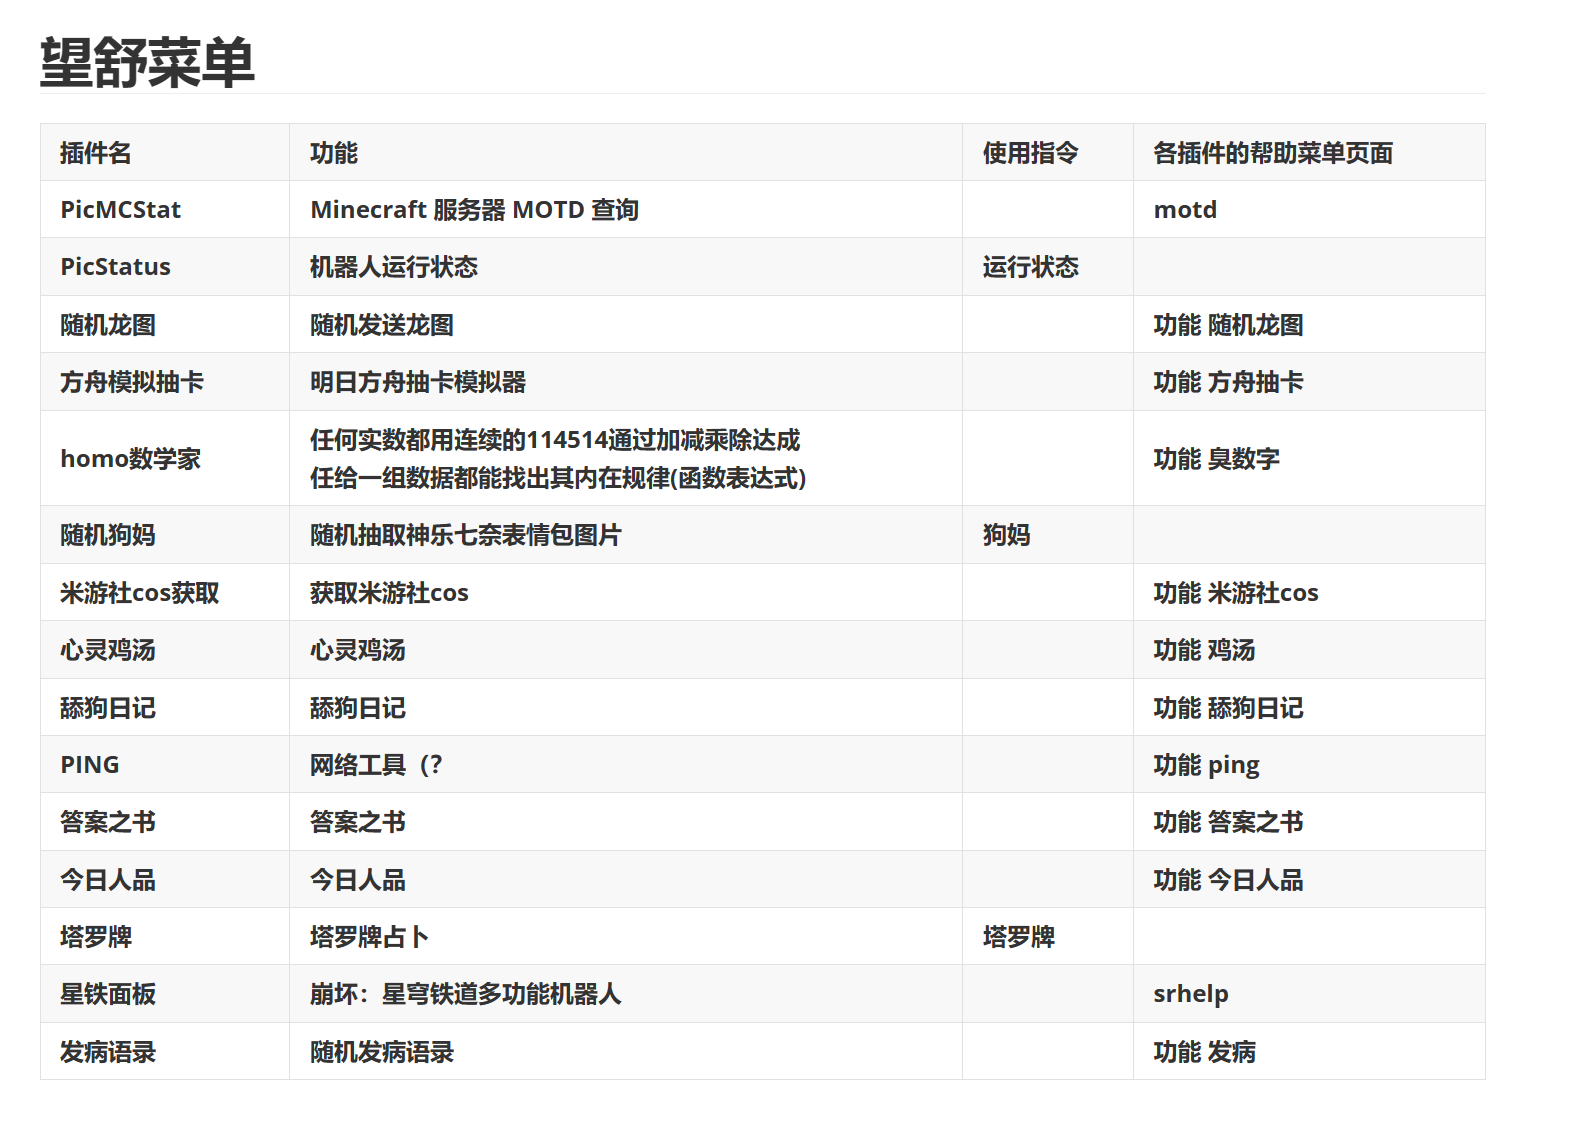 望舒菜单
插件名 功能 使用指令 各插件的帮助菜单页面
PicMCStat Minecraft 服务器 MOTD 查询 motd
PicStatus 机器人运行状态 运行状态
随机龙图 随机发送龙图 功能 随机龙图
方舟模拟抽卡 明日方舟抽卡模拟器 功能 方舟抽卡
homo数学家 任何实数都用连续的114514通过加减乘除达成 功能 臭数字
任给一组数据都能找出其内在规律(函数表达式)
随机狗妈 随机抽取神乐七奈表情包图片 狗妈
米游社cos获取 获取米游社cos 功能 米游社cos
心灵鸡汤 心灵鸡汤 功能 鸡汤
舔狗日记 舔狗日记 功能 舔狗日记
PING 网络工具（? 功能 ping
答案之书 答案之书 功能 答案之书
今日人品 今日人品 功能 今日人品
塔罗牌 塔罗牌占卜 塔罗牌
星铁面板 崩坏：星穹铁道多功能机器人 srhelp
发病语录 随机发病语录 功能 发病